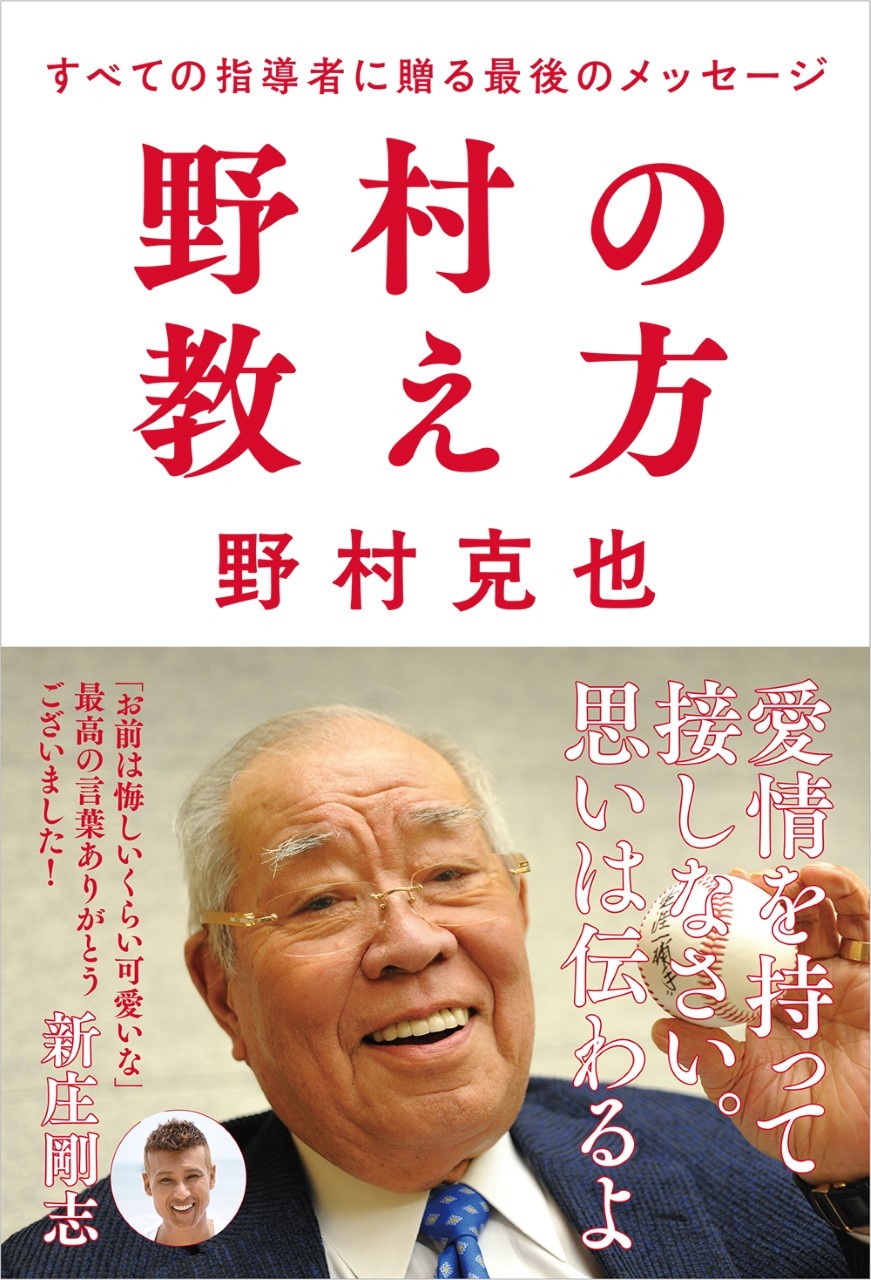 すべての指導者に贈る最後のメッセージ
野村の
教え方
野村克也
愛情を持って
接しなさい。
思いは伝わるよ
「お前は悔しいくらい可愛いな」
最高の言葉ありがとう
ございました!
新庄剛志